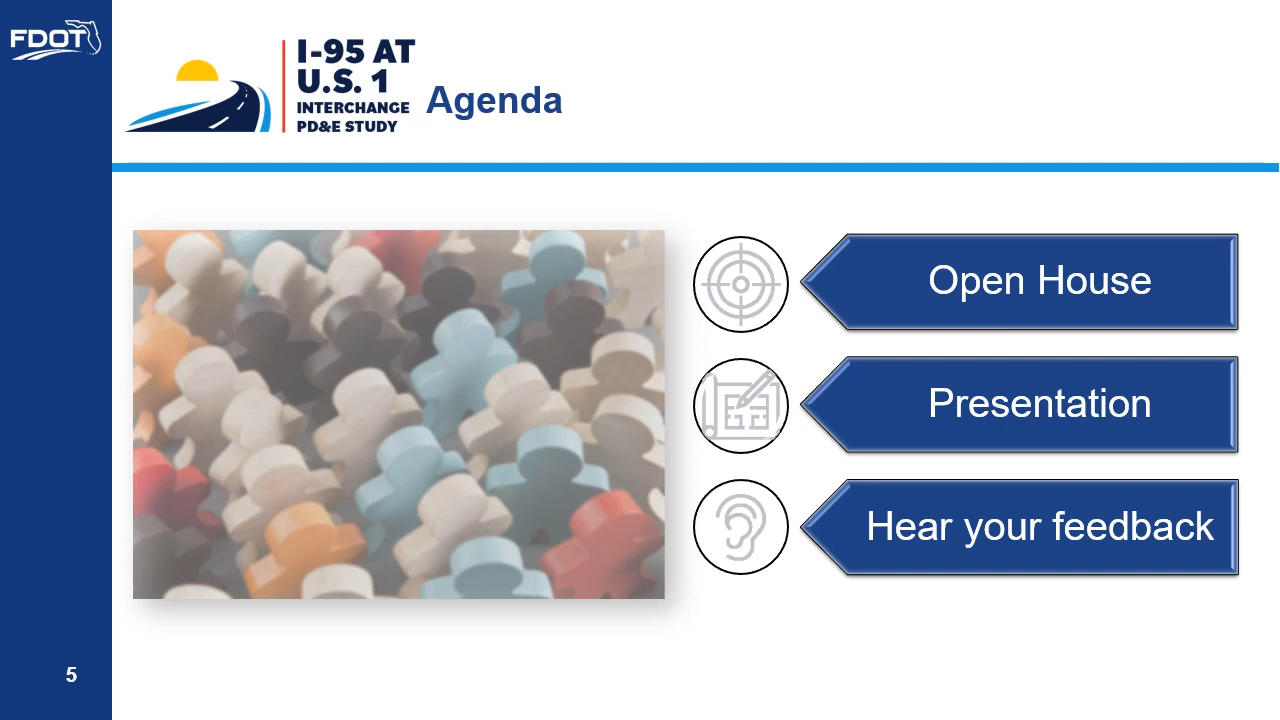 FDOT
I-95 AT
U.S. 1
INTERCHANGE
PD&E STUDY
Agenda
Open House
Presentation
Hear your feedback
5